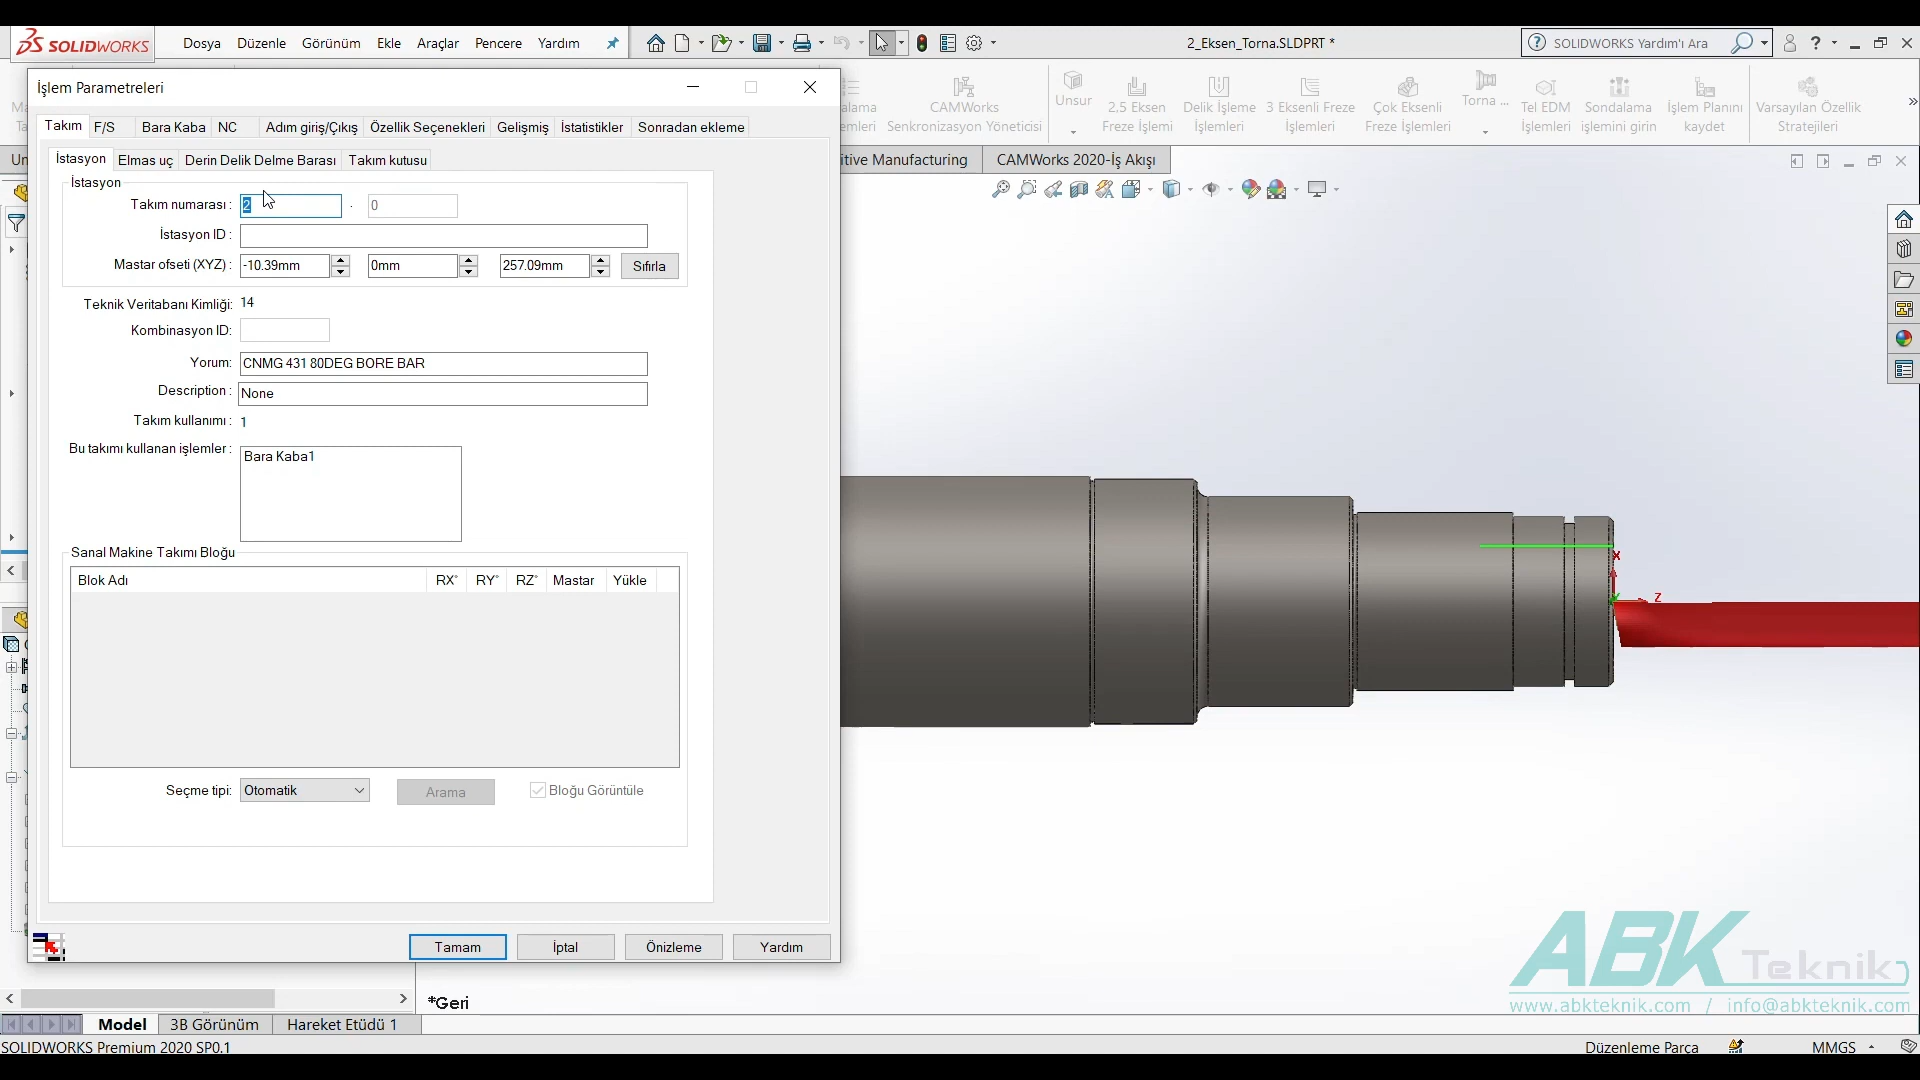 SOLIDWORKS
Dosya Düzenle Görünüm Ekle Araçlar Pencere Yardım
2_Eksen_Torna.SLDPRT *
SOLIDWORKS Yardım'ı Ara
İşlem Parametreleri
CAMWorks
Senkronizasyon Yöneticisi
Unsur
2,5 Eksen
Freze İşlemi
Delik İşleme
İşlemleri
3 Eksenli Freze
İşlemleri
Çok Eksenli
Freze İşlemleri
Torna ...
Tel EDM
İşlemleri
Sondalama
işlemini girin
İşlem Planını
kaydet
Varsayılan Özellik
Stratejileri
Takım F/S Bara Kaba NC Adım giriş/Çıkış Özellik Seçenekleri Gelişmiş İstatistikler Sonradan ekleme
itive Manufacturing CAMWorks 2020-İş Akışı
İstasyon Elmas uç Derin Delik Delme Barası Takım kutusu
İstasyon
Takım numarası : 2 . 0
İstasyon ID :
Mastar ofseti (XYZ) : -10.39mm 0mm 257.09mm Sıfırla
Teknik Veritabanı Kimliği: 14
Kombinasyon ID:
Yorum: CNMG 431 80DEG BORE BAR
Description : None
Takım kullanımı : 1
Bu takımı kullanan işlemler : Bara Kaba1
Sanal Makine Takımı Bloğu
Blok Adı RX° RY° RZ° Mastar Yükle
X
Y Z
Seçme tipi: Otomatik Arama Bloğu Görüntüle
Tamam İptal Önizleme Yardım
ABK Teknik
www.abkteknik.com / info@abkteknik.com
*Geri
Model 3B Görünüm Hareket Etüdü 1
SOLIDWORKS Premium 2020 SP0.1
Düzenleme Parça MMGS